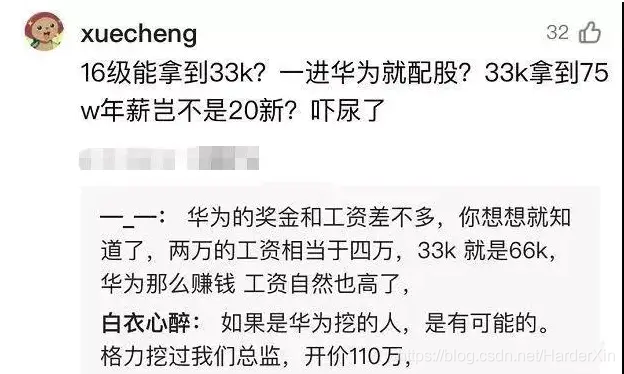 xuecheng
32
16级能拿到33k？一进华为就配股？33k拿到75
w年薪岂不是20新？吓尿了
一_一： 华为的奖金和工资差不多，你想想就知
道了，两万的工资相当于四万，33k 就是66k，
华为那么赚钱 工资自然也高了，
白衣心醉： 如果是华为挖的人，是有可能的。
格力挖过我们总监，开价110万，
https://blog.csdn.net/HarderXin